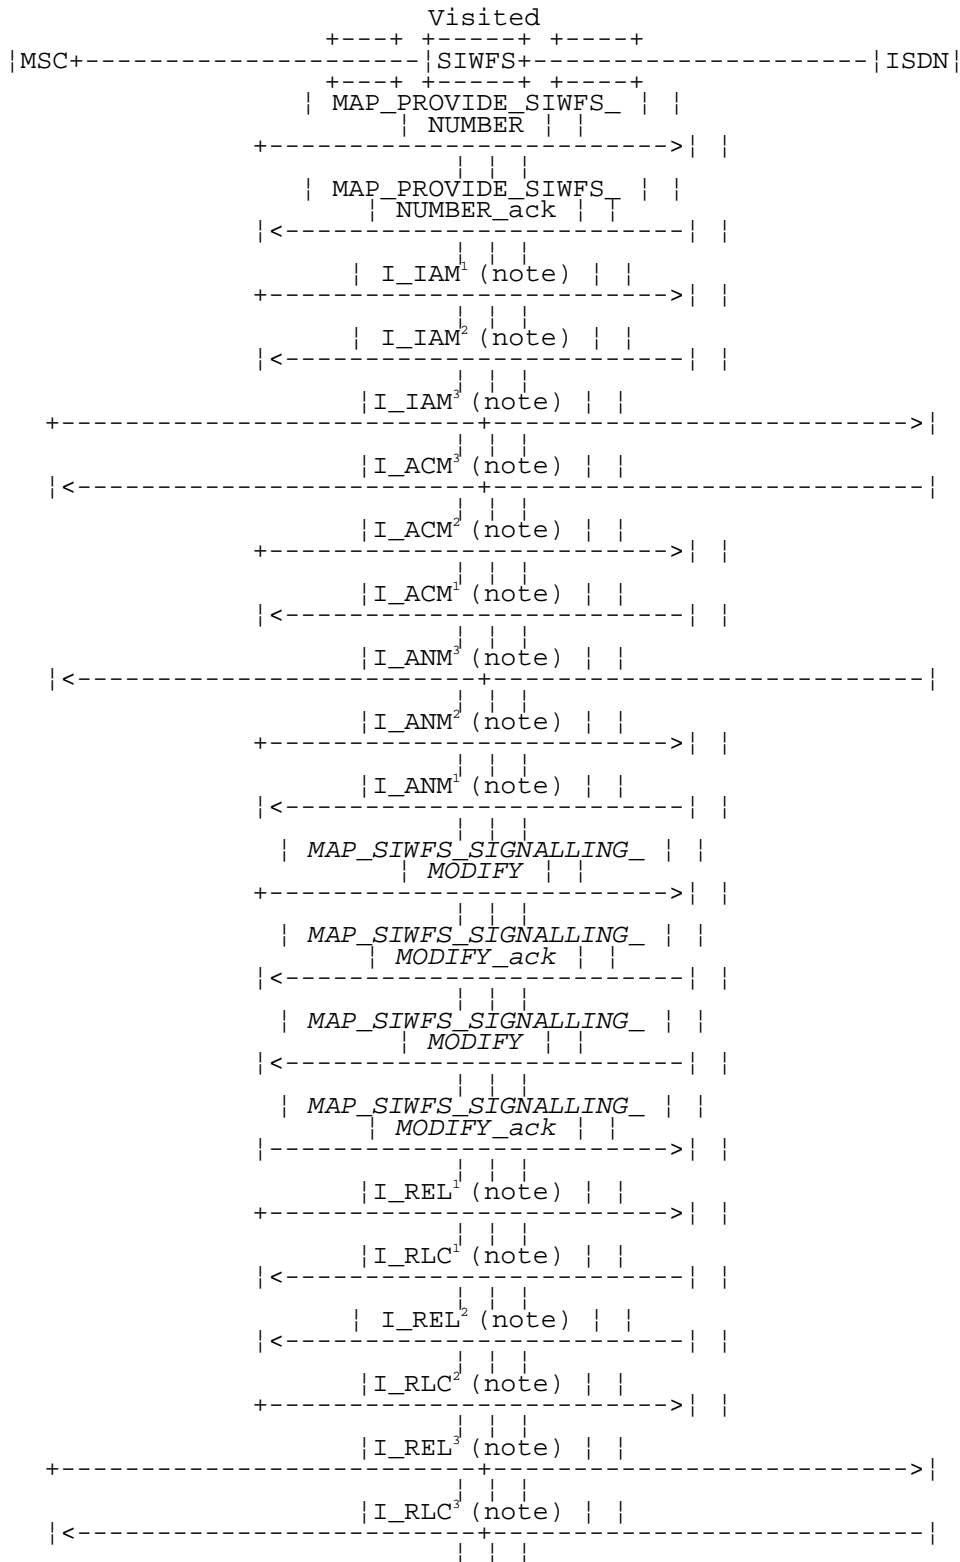 Visited
+---+ +-----+ +----+
¦MSC+---------------------¦SIWFS+---------------------¦ISDN¦
+---+ +-----+ +----+
¦ MAP_PROVIDE_SIWFS_ ¦ ¦
¦ NUMBER ¦ ¦
+------------------------->¦ ¦
¦ ¦ ¦
¦ MAP_PROVIDE_SIWFS_ ¦ ¦
¦ NUMBER_ack ¦ ¦
¦<-------------------------¦ ¦
¦ ¦ ¦
¦ I_IAM¹ (note) ¦ ¦
+------------------------->¦ ¦
¦ ¦ ¦
¦ I_IAM² (note) ¦ ¦
¦<-------------------------¦ ¦
¦ ¦ ¦
¦I_IAM³ (note) ¦ ¦
+--------------------------+-------------------------->¦
¦ ¦ ¦
¦I_ACM³ (note) ¦ ¦
¦<-------------------------+---------------------------¦
¦ ¦ ¦
¦I_ACM² (note) ¦ ¦
+------------------------->¦ ¦
¦ ¦ ¦
¦I_ACM¹ (note) ¦ ¦
¦<-------------------------¦ ¦
¦ ¦ ¦
¦I_ANM³ (note) ¦ ¦
¦<-------------------------+---------------------------¦
¦ ¦ ¦
¦I_ANM² (note) ¦ ¦
+------------------------->¦ ¦
¦ ¦ ¦
¦I_ANM¹ (note) ¦ ¦
¦<-------------------------¦ ¦
¦ ¦ ¦
¦ MAP_SIWFS_SIGNALLING_ ¦ ¦
¦ MODIFY ¦ ¦
+------------------------->¦ ¦
¦ ¦ ¦
¦ MAP_SIWFS_SIGNALLING_ ¦ ¦
¦ MODIFY_ack ¦ ¦
¦<-------------------------¦ ¦
¦ ¦ ¦
¦ MAP_SIWFS_SIGNALLING_ ¦ ¦
¦ MODIFY ¦ ¦
¦<-------------------------¦ ¦
¦ ¦ ¦
¦ MAP_SIWFS_SIGNALLING_ ¦ ¦
¦ MODIFY_ack ¦ ¦
¦------------------------->¦ ¦
¦ ¦ ¦
¦I_REL¹ (note) ¦ ¦
+------------------------->¦ ¦
¦ ¦ ¦
¦I_RLC¹ (note) ¦ ¦
¦<-------------------------¦ ¦
¦ ¦ ¦
¦ I_REL² (note) ¦ ¦
¦<-------------------------¦ ¦
¦ ¦ ¦
¦I_RLC² (note) ¦ ¦
+------------------------->¦ ¦
¦ ¦ ¦
¦I_REL³ (note) ¦ ¦
+--------------------------+-------------------------->¦
¦ ¦ ¦
¦I_RLC³ (note) ¦ ¦
¦<-------------------------+---------------------------¦
¦ ¦ ¦